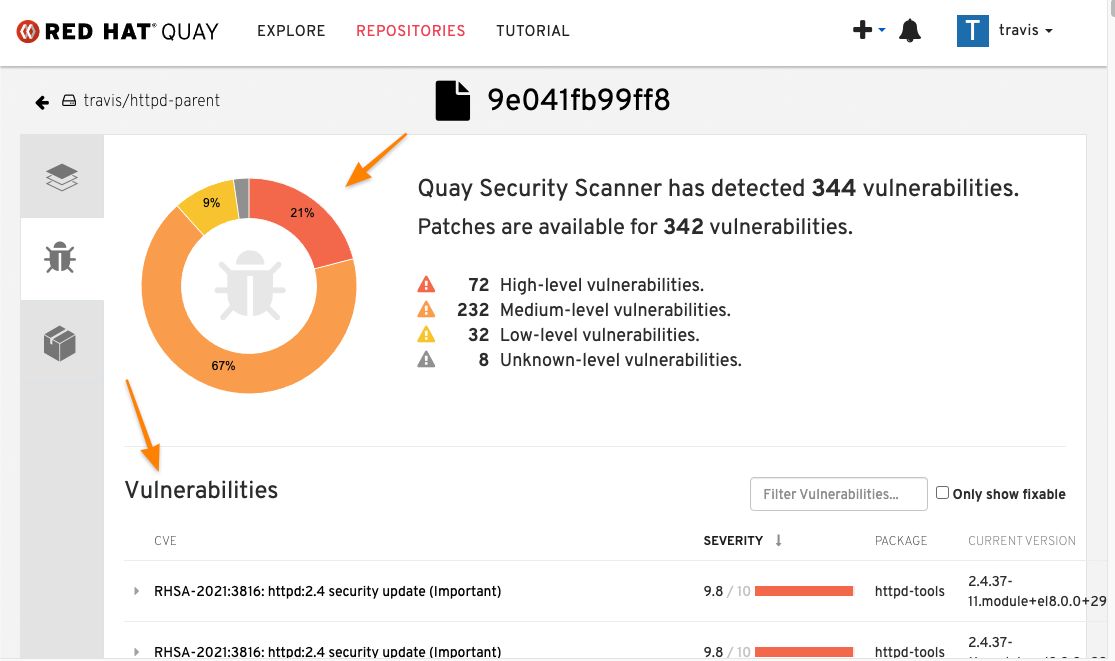 RED HAT® QUAY EXPLORE REPOSITORIES TUTORIAL T travis
travis/httpd-parent
9e041fb99ff8
9%
21%
67%
Quay Security Scanner has detected 344 vulnerabilities.
Patches are available for 342 vulnerabilities.
72 High-level vulnerabilities.
232 Medium-level vulnerabilities.
32 Low-level vulnerabilities.
8 Unknown-level vulnerabilities.
Vulnerabilities
Filter Vulnerabilities... Only show fixable
CVE SEVERITY ↓ PACKAGE CURRENT VERSION
RHSA-2021:3816: httpd:2.4 security update (Important) 9.8 / 10 httpd-tools 2.4.37-
11.module+el8.0.0+29
RHSA-2021:3816: httpd:2.4 security update (Important) 9.8 / 10 httpd-tools 2.4.37-